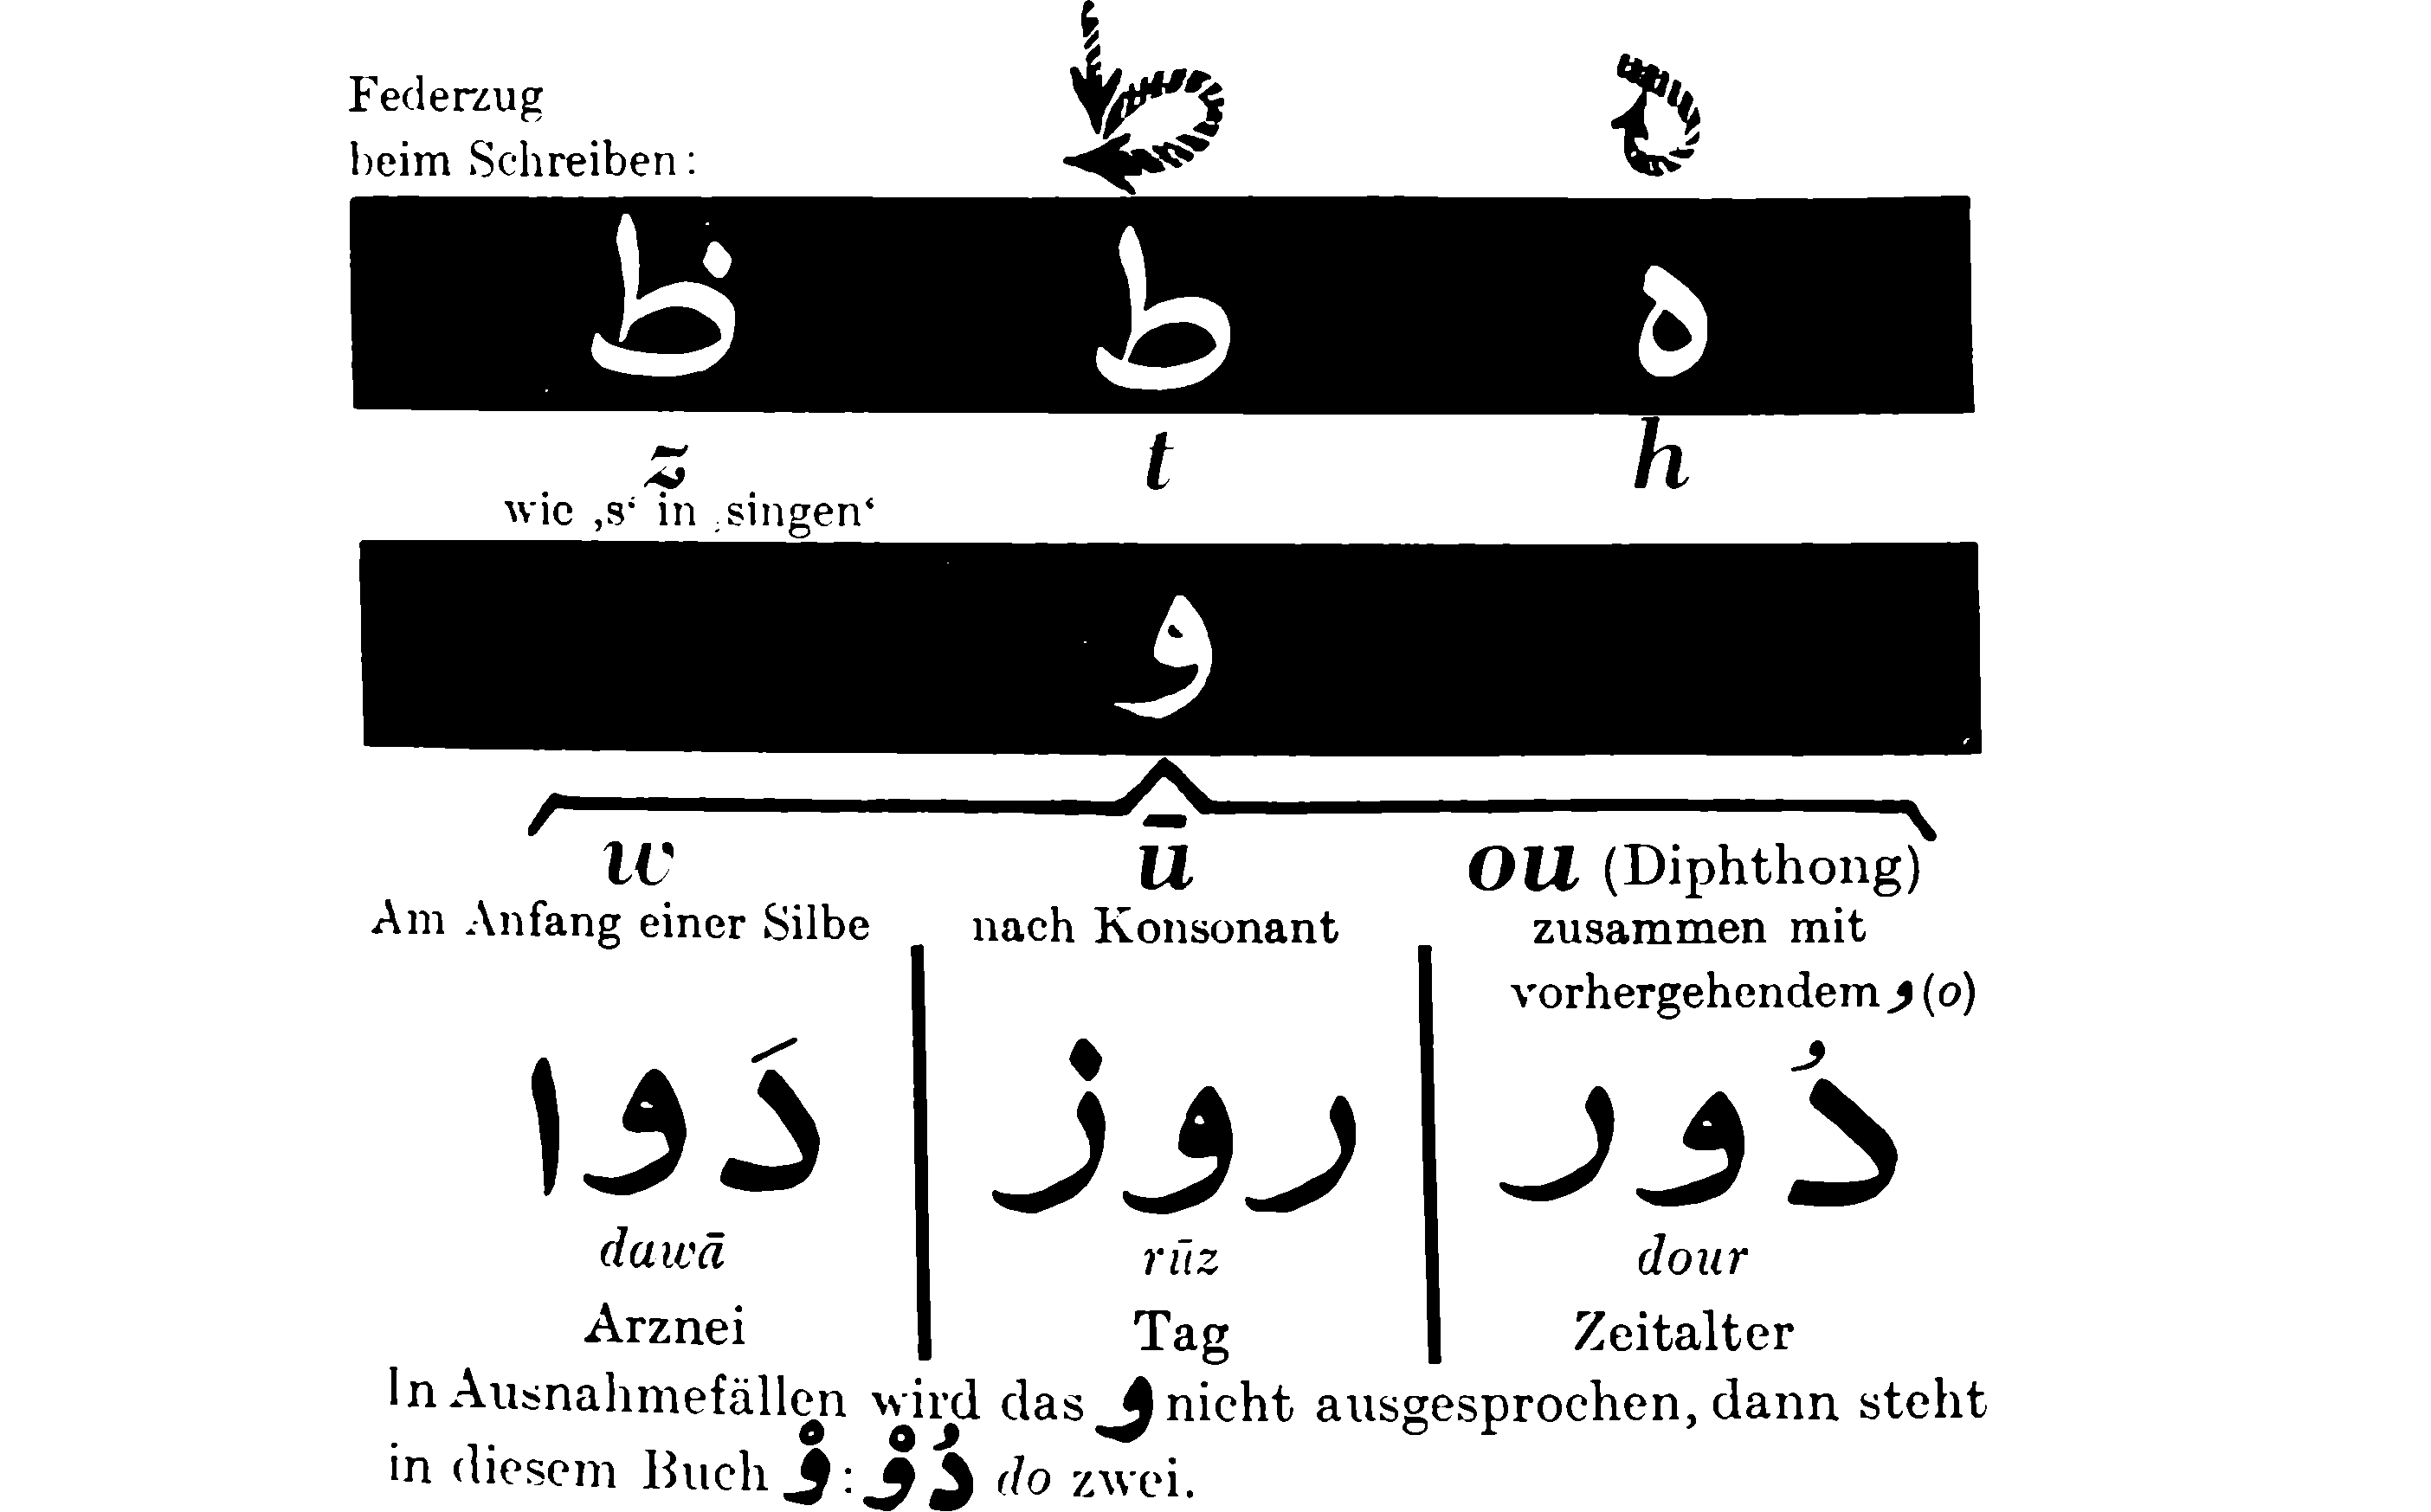 Federzug
beim Schreiben:
ظ ط ه
z̰ t h
wie ‚s‘ in ‚singen‘
و
w ū ou (Diphthong)
Am Anfang einer Silbe nach Konsonant zusammen mit
vorhergehendem و (o)
دَوا روز دُور
dawā rūz dour
Arznei Tag Zeitalter
In Ausnahmefällen wird das و nicht ausgesprochen, dann steht
in diesem Buch وْ: دُوْ do zwei.